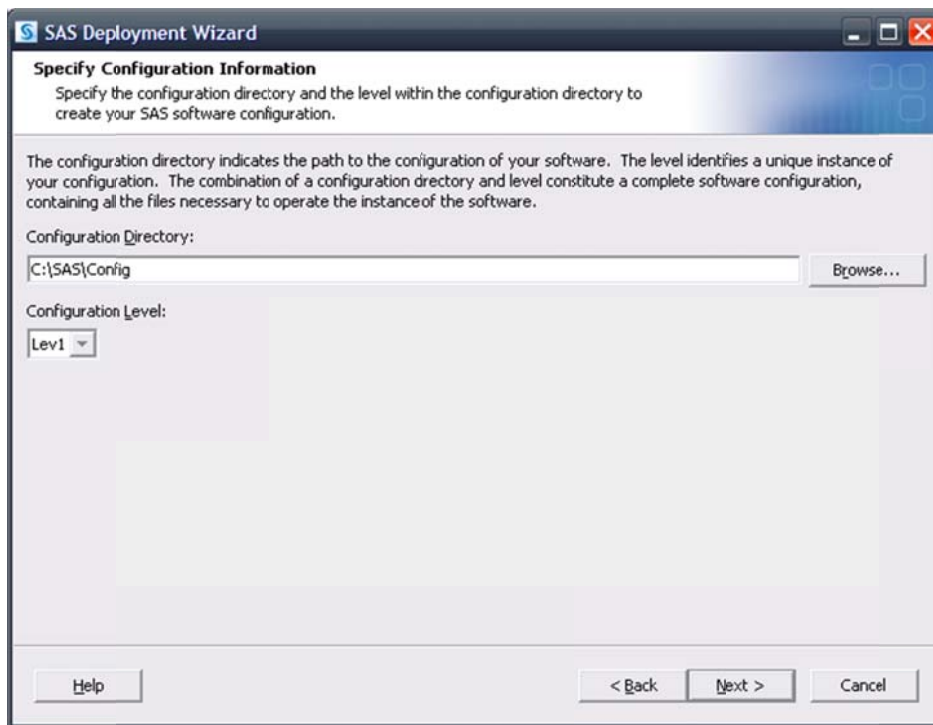 SAS Deployment Wizard
Specify Configuration Information
Specify the configuration directory and the level within the configuration directory to
create your SAS software configuration.
The configuration directory indicates the path to the configuration of your software. The level identifies a unique instance of
your configuration. The combination of a configuration directory and level constitute a complete software configuration,
containing all the files necessary to operate the instance of the software.
Configuration Directory:
C:\SAS\Config
Browse...
Configuration Level:
Lev1
Help
< Back
Next >
Cancel